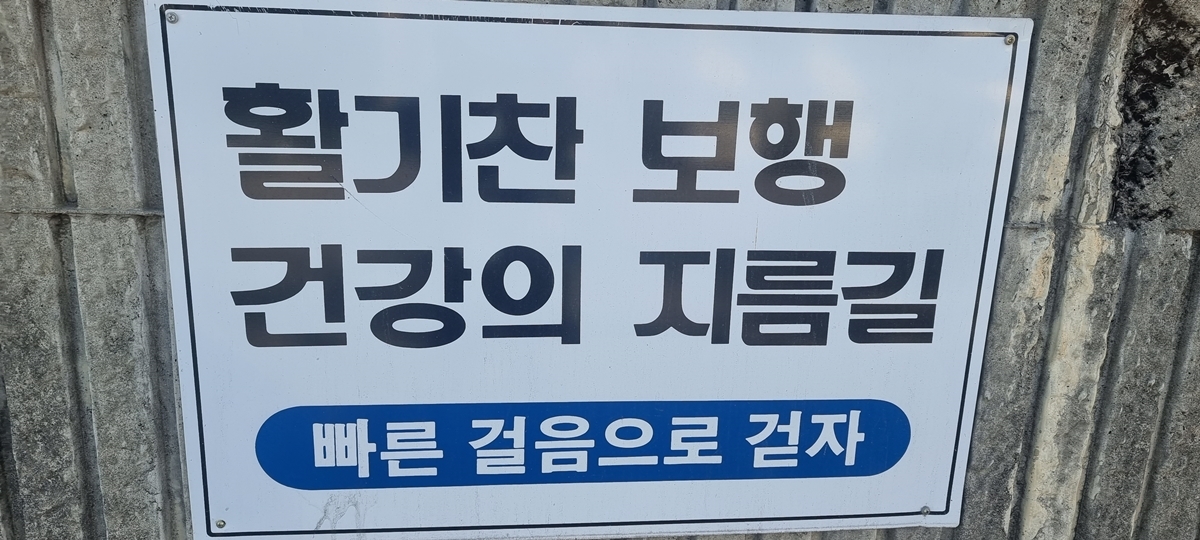 활기찬 보행
건강의 지름길
빠른 걸음으로 걷자